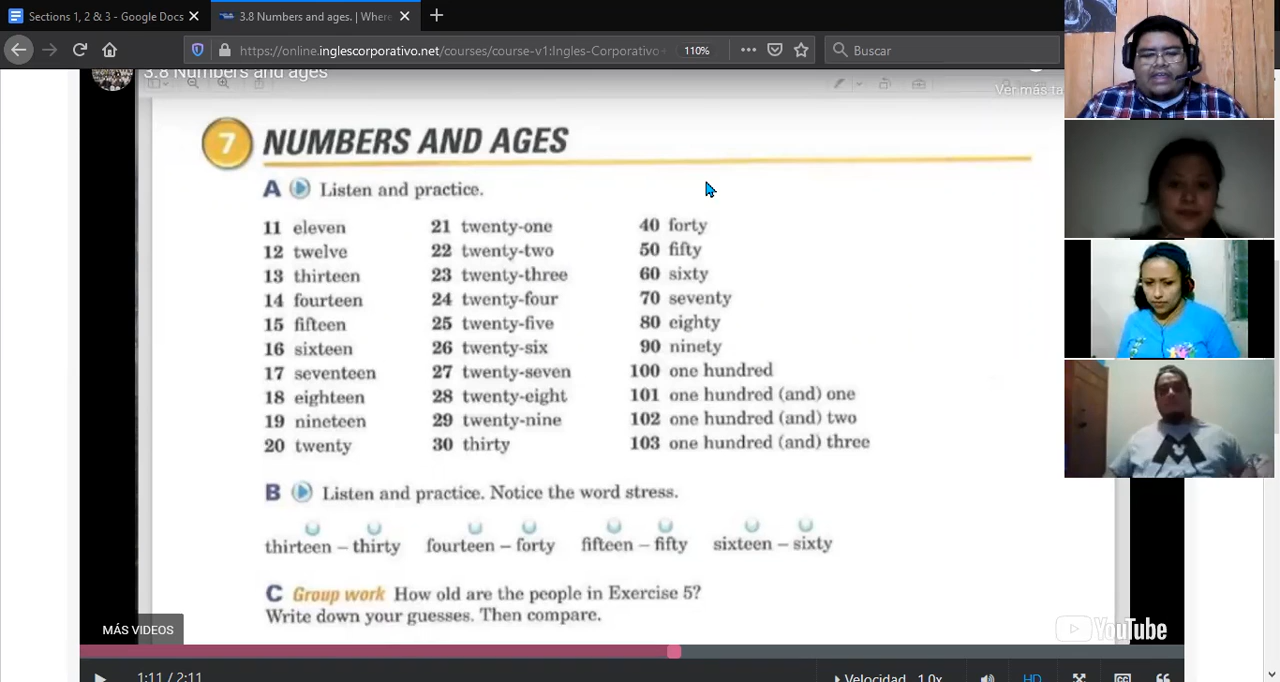 Sections 1, 2 & 3 - Google Docs
3.8 Numbers and ages. | Where
https://online.inglescorporativo.net/courses/course-v1:Ingles-Corporativo+
110%
Buscar
3.8 Numbers and ages
Ver más ta
7 NUMBERS AND AGES
A Listen and practice.
11 eleven 21 twenty-one 40 forty
12 twelve 22 twenty-two 50 fifty
13 thirteen 23 twenty-three 60 sixty
14 fourteen 24 twenty-four 70 seventy
15 fifteen 25 twenty-five 80 eighty
16 sixteen 26 twenty-six 90 ninety
17 seventeen 27 twenty-seven 100 one hundred
18 eighteen 28 twenty-eight 101 one hundred (and) one
19 nineteen 29 twenty-nine 102 one hundred (and) two
20 twenty 30 thirty 103 one hundred (and) three
B Listen and practice. Notice the word stress.
thirteen – thirty fourteen – forty fifteen – fifty sixteen – sixty
C Group work How old are the people in Exercise 5?
Write down your guesses. Then compare.
MÁS VIDEOS
YouTube
1:11 / 2:11
Velocidad 1.0x
HD
CC